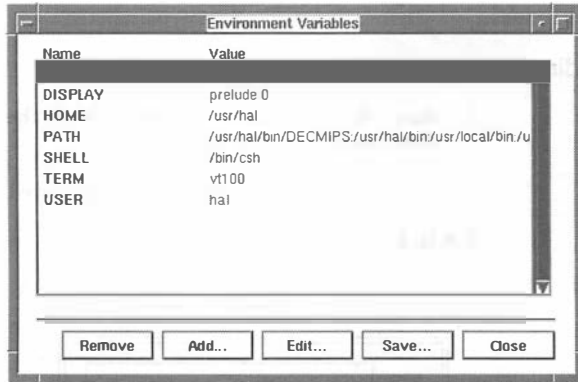 Environment Variables
Name Value
DISPLAY prelude 0
HOME /usr/hal
PATH /usr/hal/bin/DECMIPS:/usr/hal/bin:/usr/local/bin:/u
SHELL /bin/csh
TERM vt100
USER hal
Remove Add... Edit... Save... Close